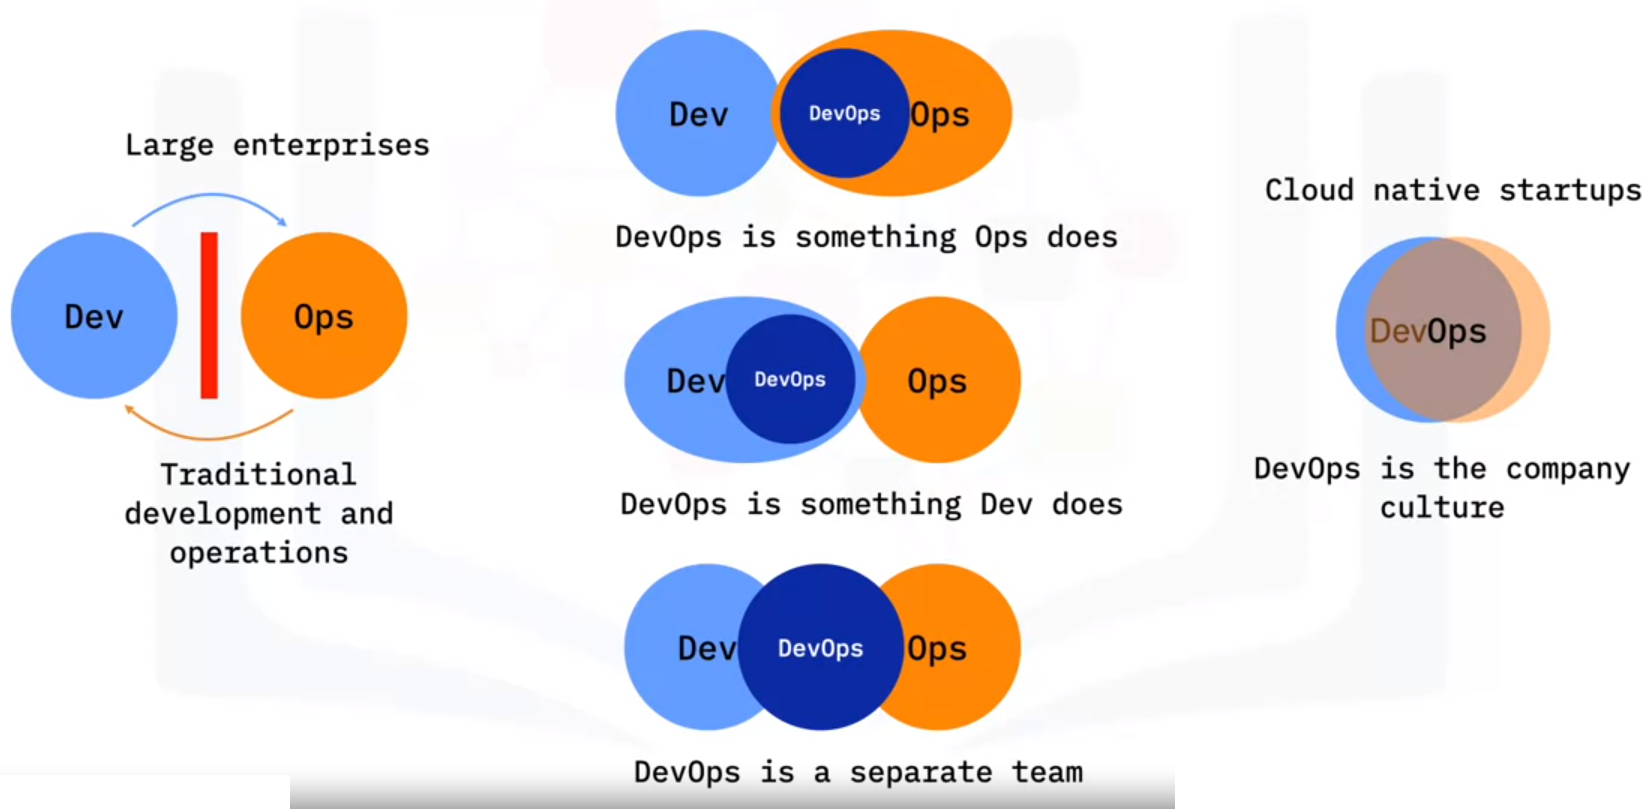 Large enterprises
Dev
Ops
Traditional
development and
operations
Dev
DevOps
Ops
DevOps is something Ops does
Dev
DevOps
Ops
DevOps is something Dev does
Dev
DevOps
Ops
DevOps is a separate team
Cloud native startups
DevOps
DevOps is the company
culture